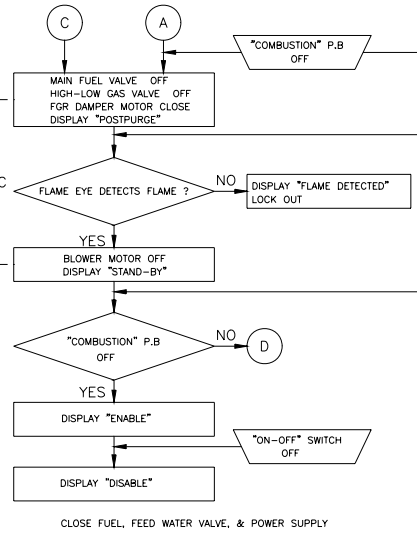 C
A
"COMBUSTION" P.B
OFF
MAIN FUEL VALVE OFF
HIGH-LOW GAS VALVE OFF
FGR DAMPER MOTOR CLOSE
DISPLAY "POSTPURGE"
C
FLAME EYE DETECTS FLAME ?
NO
DISPLAY "FLAME DETECTED"
LOCK OUT
YES
BLOWER MOTOR OFF
DISPLAY "STAND-BY"
"COMBUSTION" P.B
OFF
NO
D
YES
DISPLAY "ENABLE"
"ON-OFF" SWITCH
OFF
DISPLAY "DISABLE"
CLOSE FUEL, FEED WATER VALVE, & POWER SUPPLY